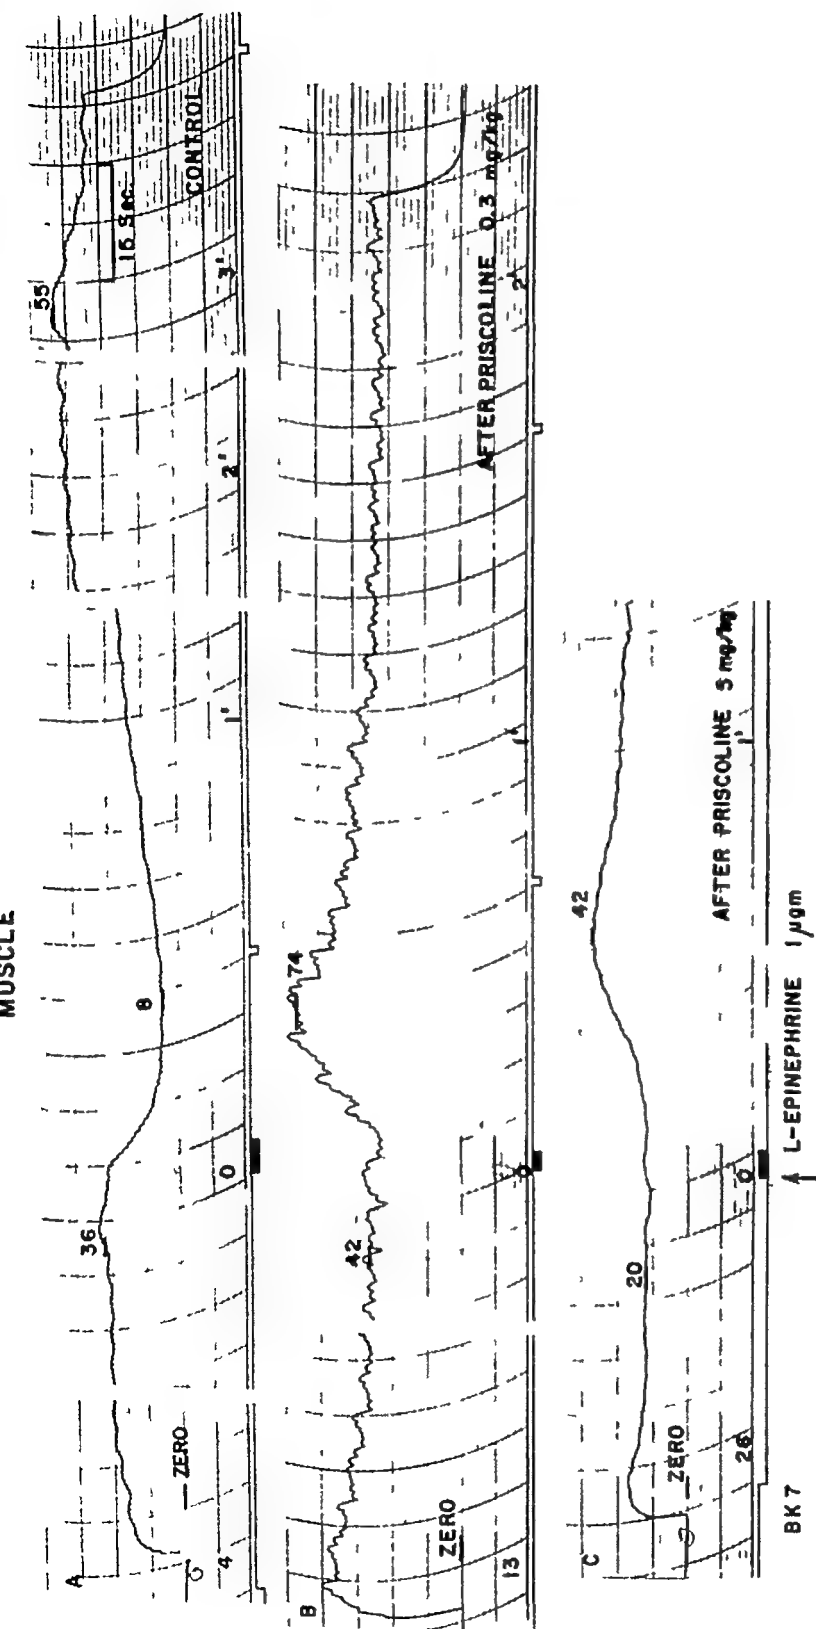 MUSCLE
A
ZERO
4
36
0
8
1'
2'
55
15 Sec.
3'
CONTROL
B
ZERO
13
42
0
74
1'
2'
AFTER PRISCOLINE 0.3 mg/kg
C
ZERO
26
20
0
42
1'
AFTER PRISCOLINE 5 mg/kg
BK7
L-EPINEPHRINE 1 µgm